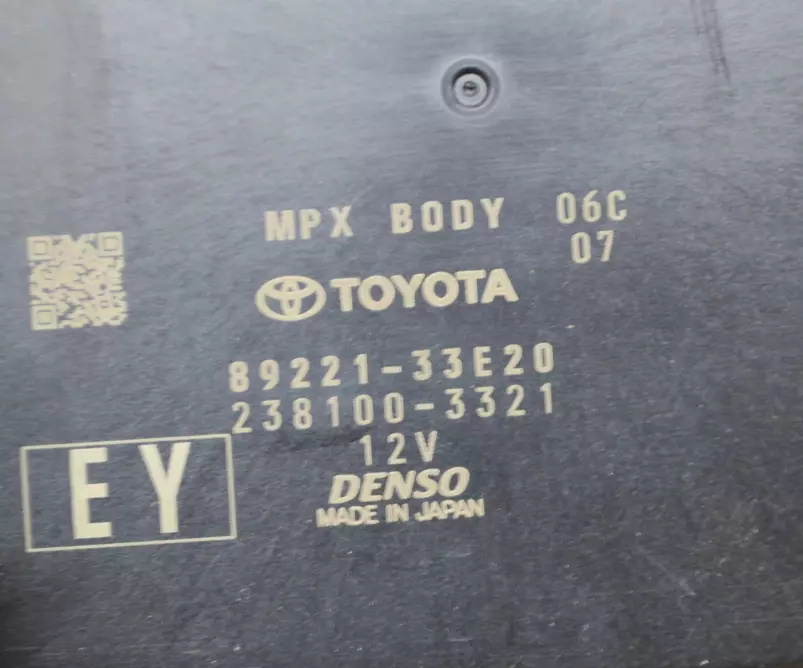 MPX BODY 06C
07
TOYOTA
89221-33E20
238100-3321
12V
EY
DENSO
MADE IN JAPAN